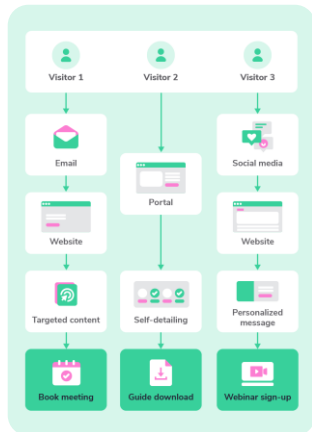 Visitor 1
Visitor 2
Visitor 3
Email
Social media
Portal
Website
Website
Targeted content
Self-detailing
Personalized
message
Book meeting
Guide download
Webinar sign-up